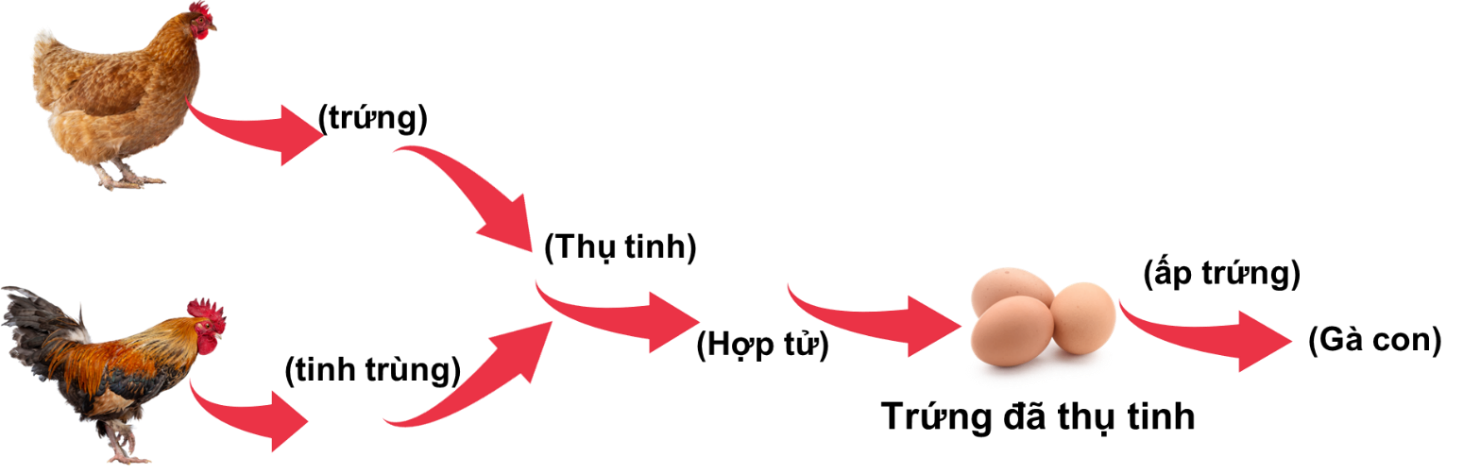 (trứng)
(Thụ tinh)
(tinh trùng)
(Hợp tử)
(ấp trứng)
(Gà con)
Trứng đã thụ tinh